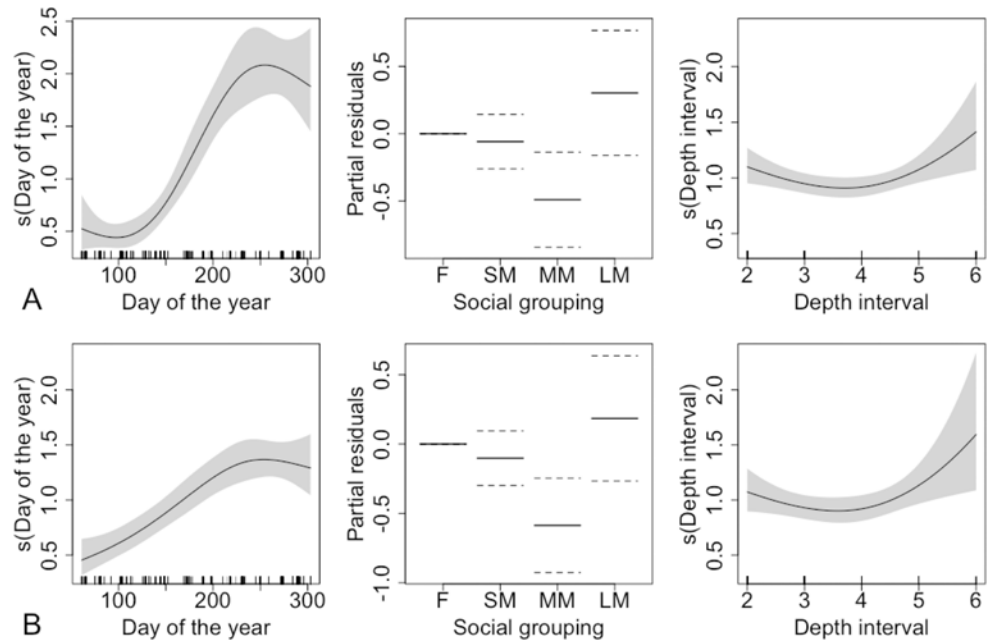 s(Day of the year)
2.5
2.0
1.5
1.0
0.5
100
200
300
Day of the year
A
Partial residuals
0.5
0.0
-0.5
F SM MM LM
Social grouping
s(Depth interval)
2.0
1.5
1.0
0.5
2 3 4 5 6
Depth interval
s(Day of the year)
2.0
1.5
1.0
0.5
100 200 300
Day of the year
B
Partial residuals
0.5
0.0
-0.5
-1.0
F SM MM LM
Social grouping
s(Depth interval)
2.0
1.5
1.0
0.5
2 3 4 5 6
Depth interval